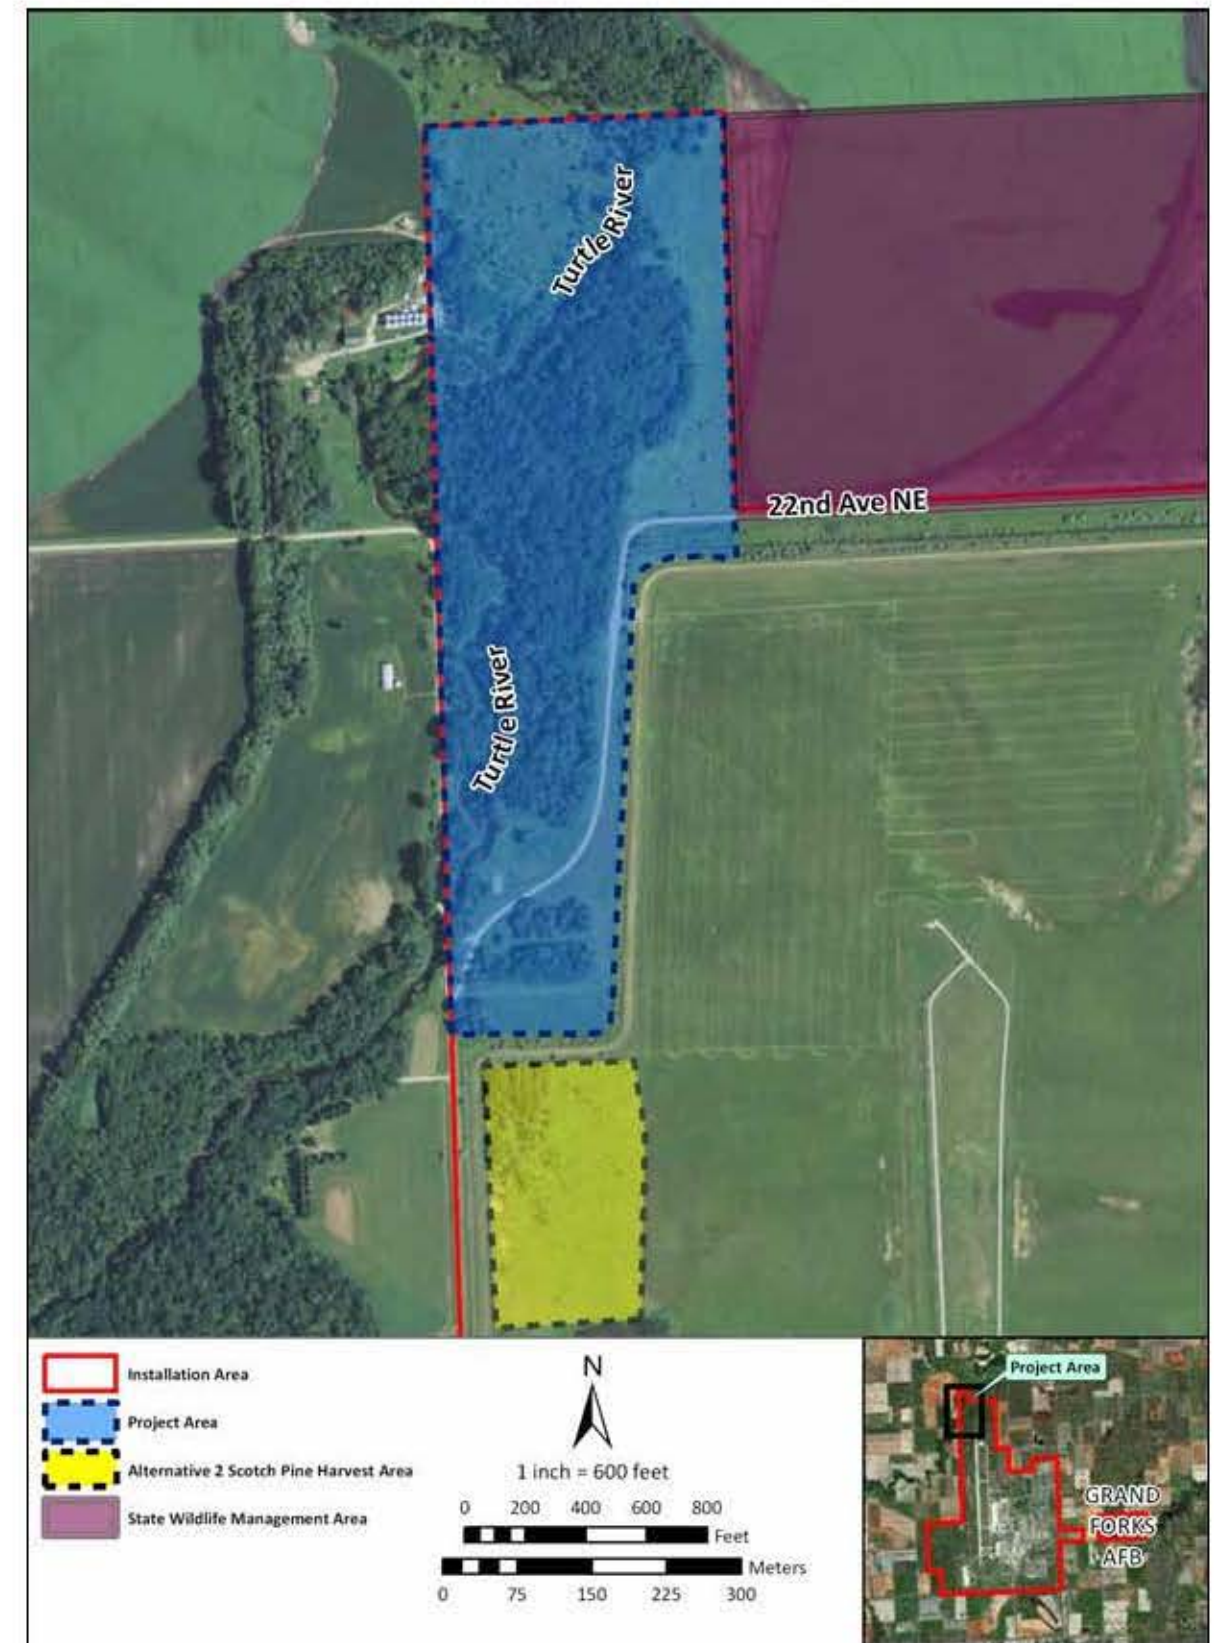 Turtle River
22nd Ave NE
Turtle River
Installation Area
Project Area
Alternative 2 Scotch Pine Harvest Area
State Wildlife Management Area
N
1 inch = 600 feet
0 200 400 600 800
Feet
Meters
0 75 150 225 300
Project Area
GRAND
FORKS
AFB